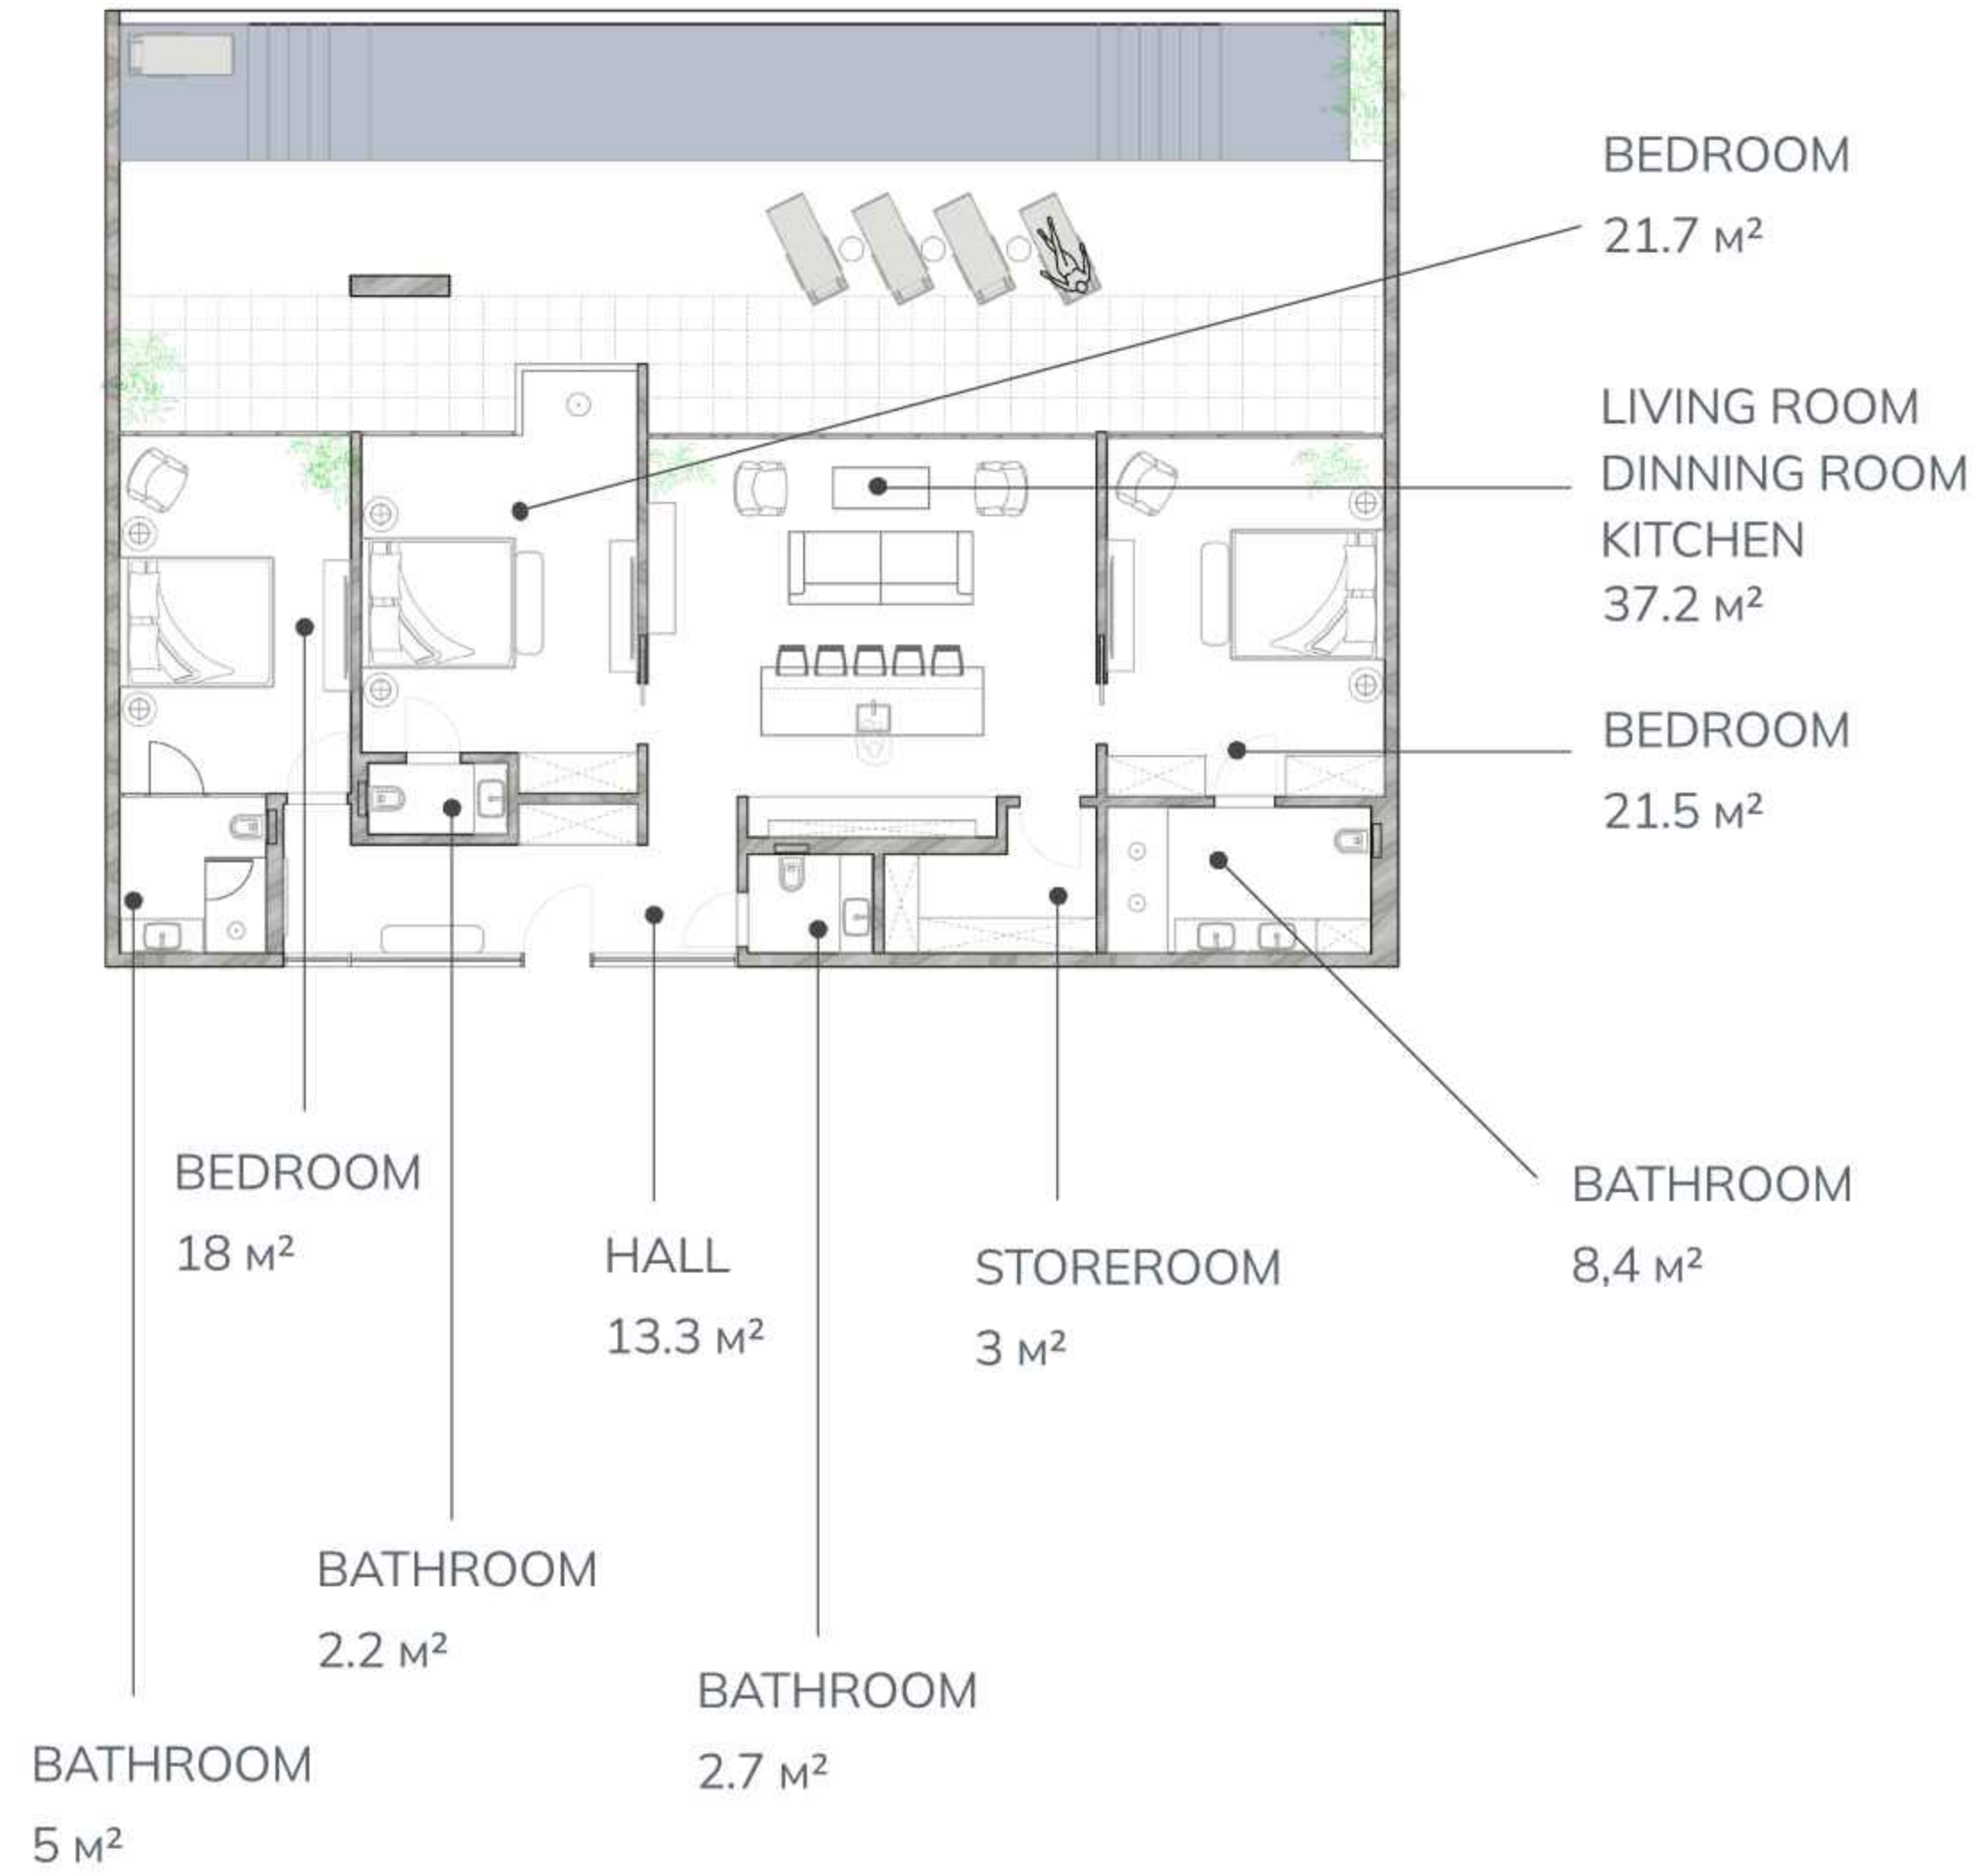 BEDROOM
21.7 м²
LIVING ROOM
DINNING ROOM
KITCHEN
37.2 м²
BEDROOM
21.5 м²
BEDROOM
18 м²
HALL
13.3 м²
STOREROOM
3 м²
BATHROOM
8,4 м²
BATHROOM
2.2 м²
BATHROOM
2.7 м²
BATHROOM
5 м²